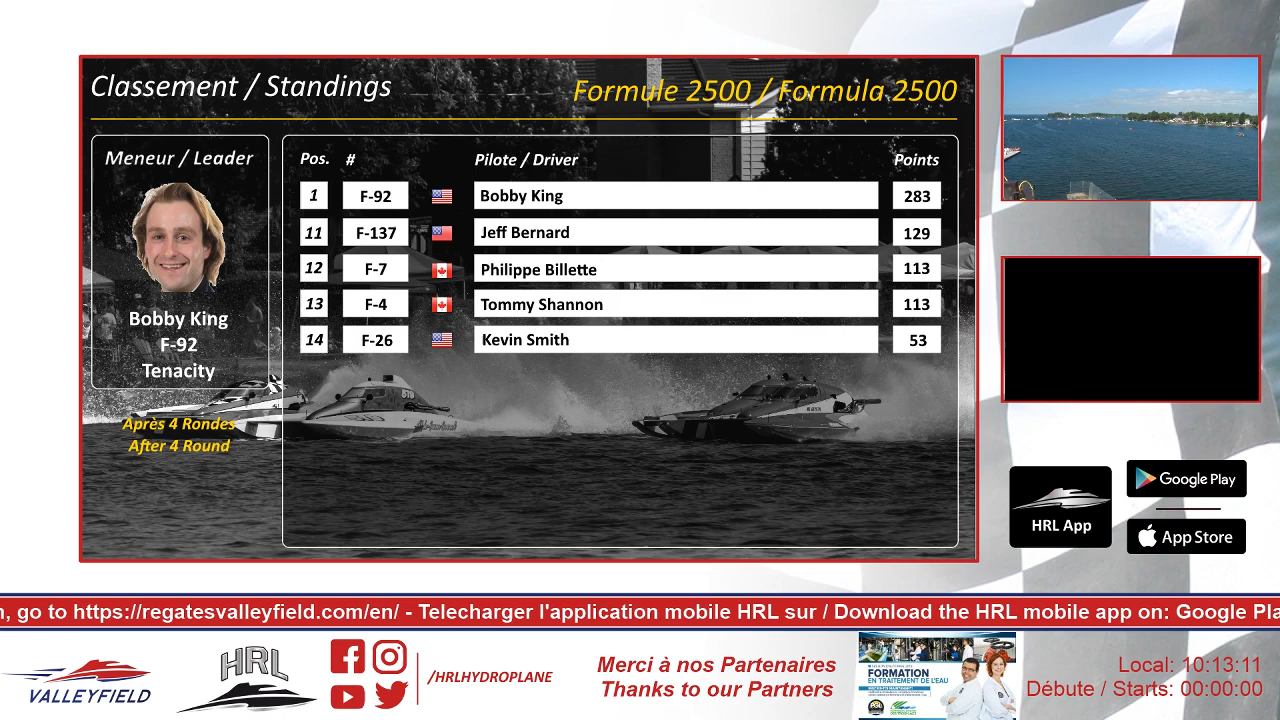 Classement / Standings
Formule 2500 / Formula 2500
Meneur / Leader
Bobby King
F-92
Tenacity
Après 4 Rondes
After 4 Round
Pos. # Pilote / Driver Points
1 F-92 Bobby King 283
11 F-137 Jeff Bernard 129
12 F-7 Philippe Billette 113
13 F-4 Tommy Shannon 113
14 F-26 Kevin Smith 53
HRL App
Google Play
App Store
, go to https://regatesvalleyfield.com/en/ - Telecharger l'application mobile HRL sur / Download the HRL mobile app on: Google Pla
VALLEYFIELD
HRL
/HRLHYDROPLANE
Merci à nos Partenaires
Thanks to our Partners
FORMATION
EN TRAITEMENT DE L'EAU
Local: 10:13:11
Débute / Starts: 00:00:00